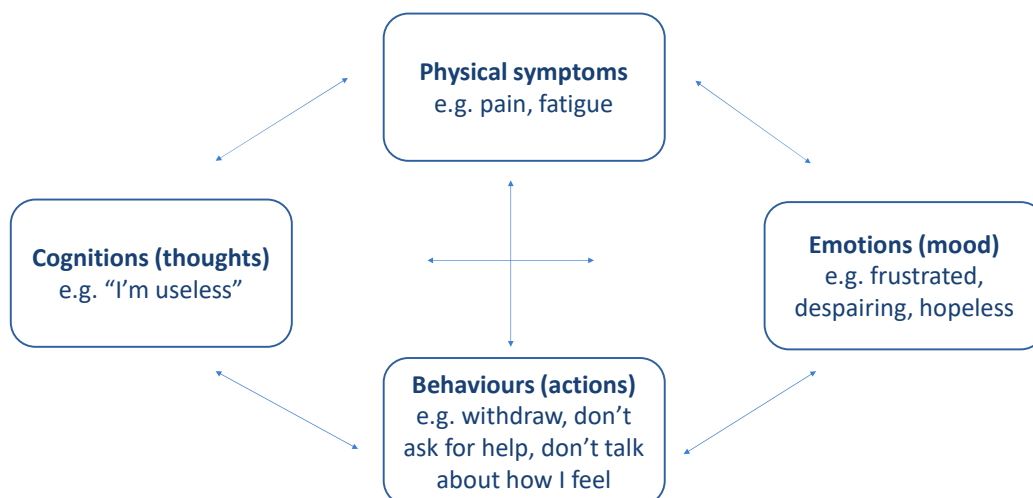 Physical symptoms
e.g. pain, fatigue
Cognitions (thoughts)
e.g. “I’m useless”
Emotions (mood)
e.g. frustrated,
despairing, hopeless
Behaviours (actions)
e.g. withdraw, don’t
ask for help, don’t talk
about how I feel